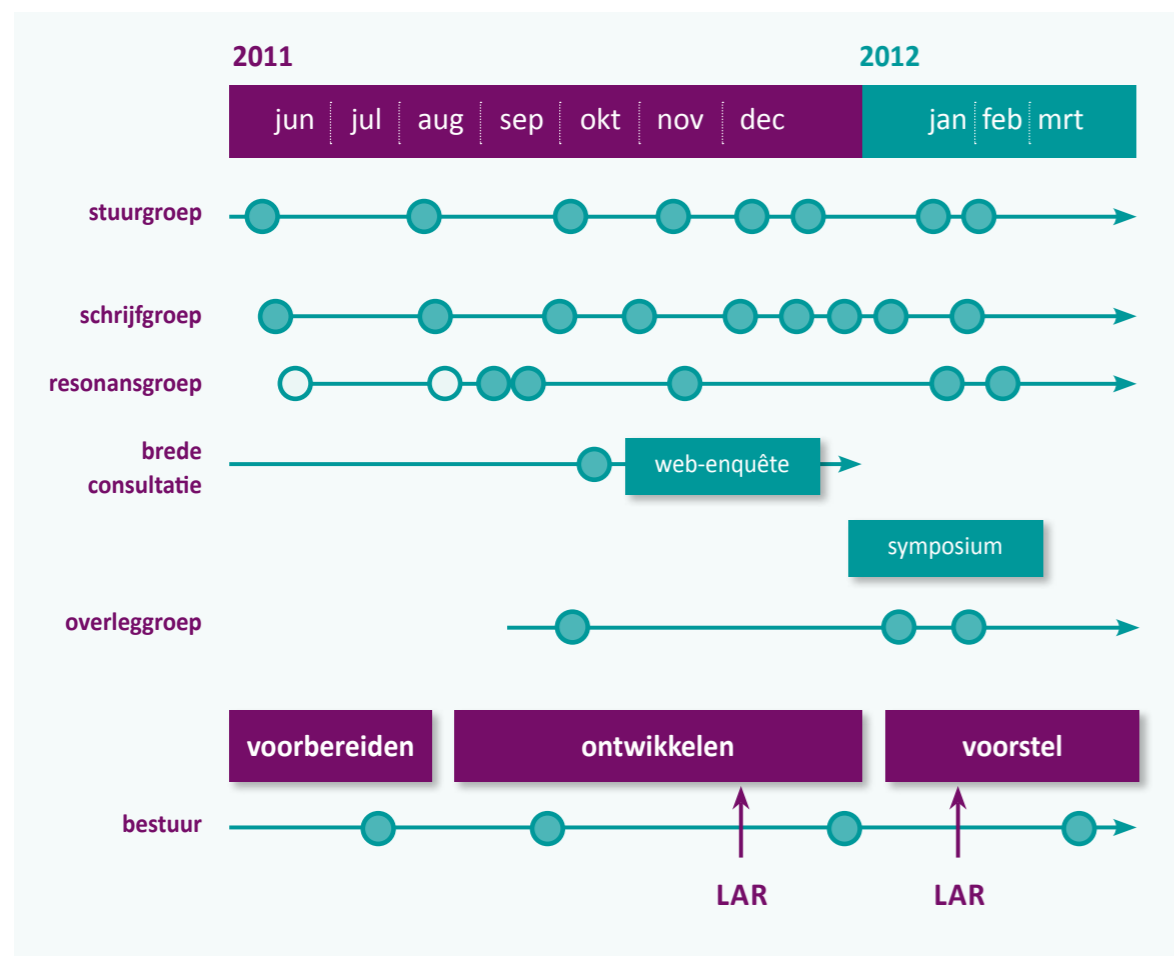 2011 2012
jun jul aug sep okt nov dec jan feb mrt
stuurgroep
schrijfgroep
resonansgroep
brede
consultatie
web-enquête
symposium
overleggroep
voorbereiden ontwikkelen voorstel
bestuur
LAR LAR